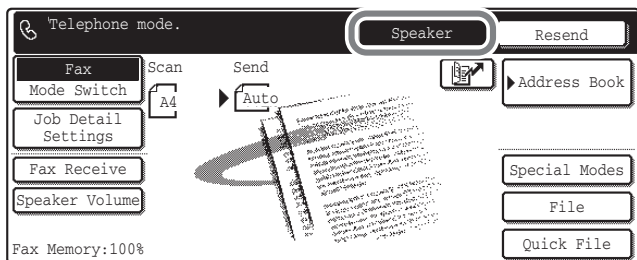 Telephone mode.
Speaker
Resend
Fax
Mode Switch
Scan
A4
Send
Auto
Address Book
Job Detail
Settings
Fax Receive
Speaker Volume
Special Modes
File
Quick File
Fax Memory:100%